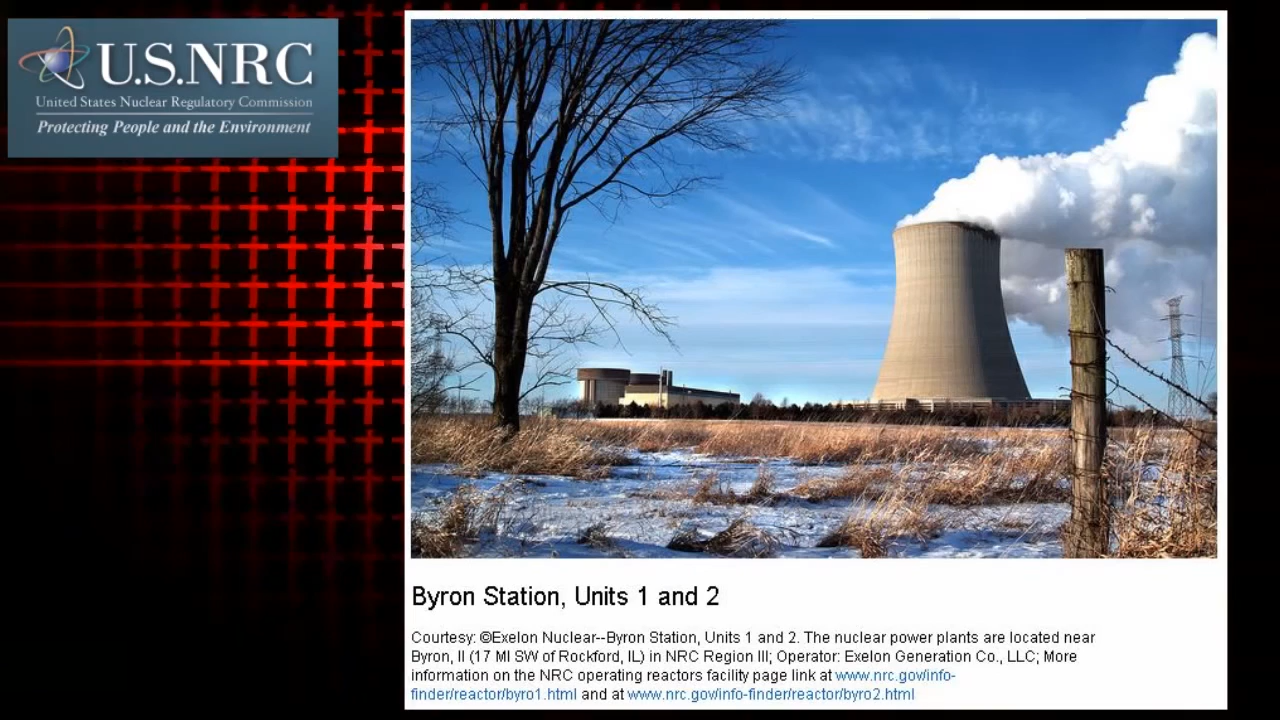 U.S.NRC
United States Nuclear Regulatory Commission
Protecting People and the Environment
Byron Station, Units 1 and 2
Courtesy: ©Exelon Nuclear--Byron Station, Units 1 and 2. The nuclear power plants are located near
Byron, Il (17 MI SW of Rockford, IL) in NRC Region III; Operator: Exelon Generation Co., LLC; More
information on the NRC operating reactors facility page link at www.nrc.gov/info-
finder/reactor/byro1.html and at www.nrc.gov/info-finder/reactor/byro2.html